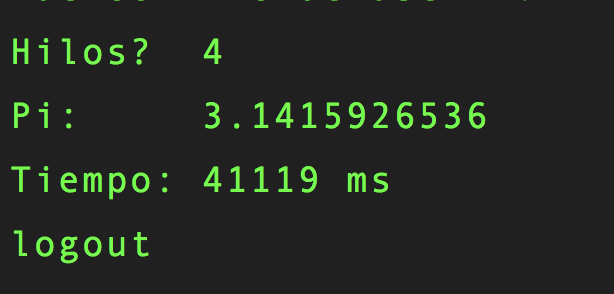 Hilos?  4
Pi:     3.1415926536
Tiempo: 41119 ms
logout